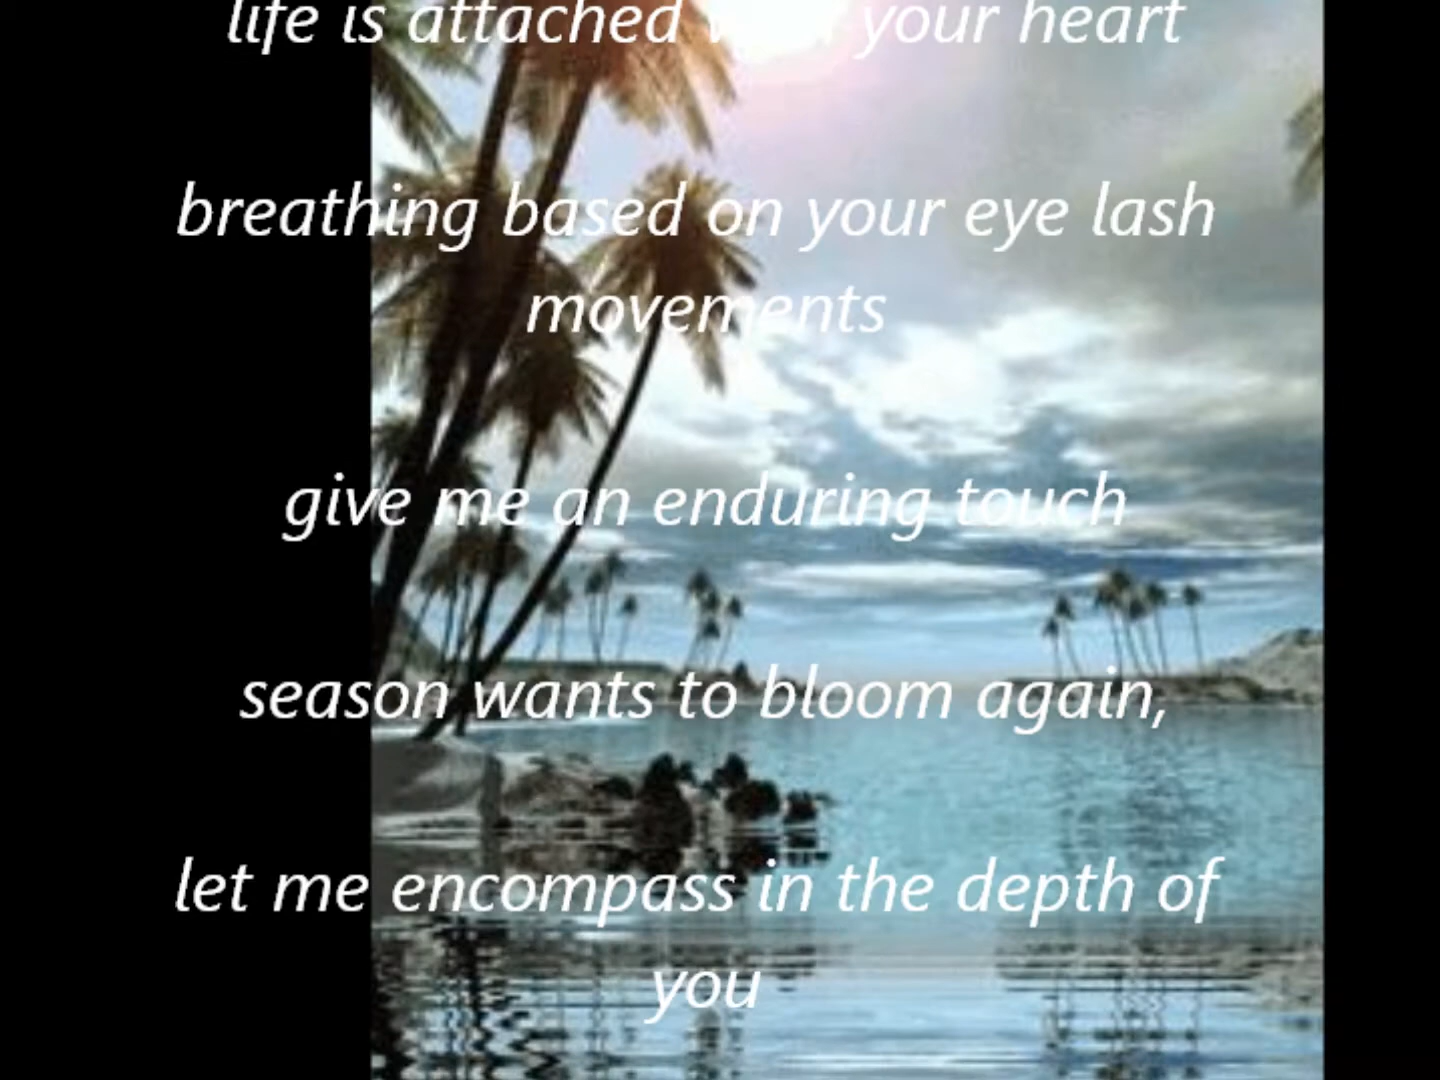 life is attached with your heart
breathing based on your eye lash
movements
give me an enduring touch
season wants to bloom again,
let me encompass in the depth of
you